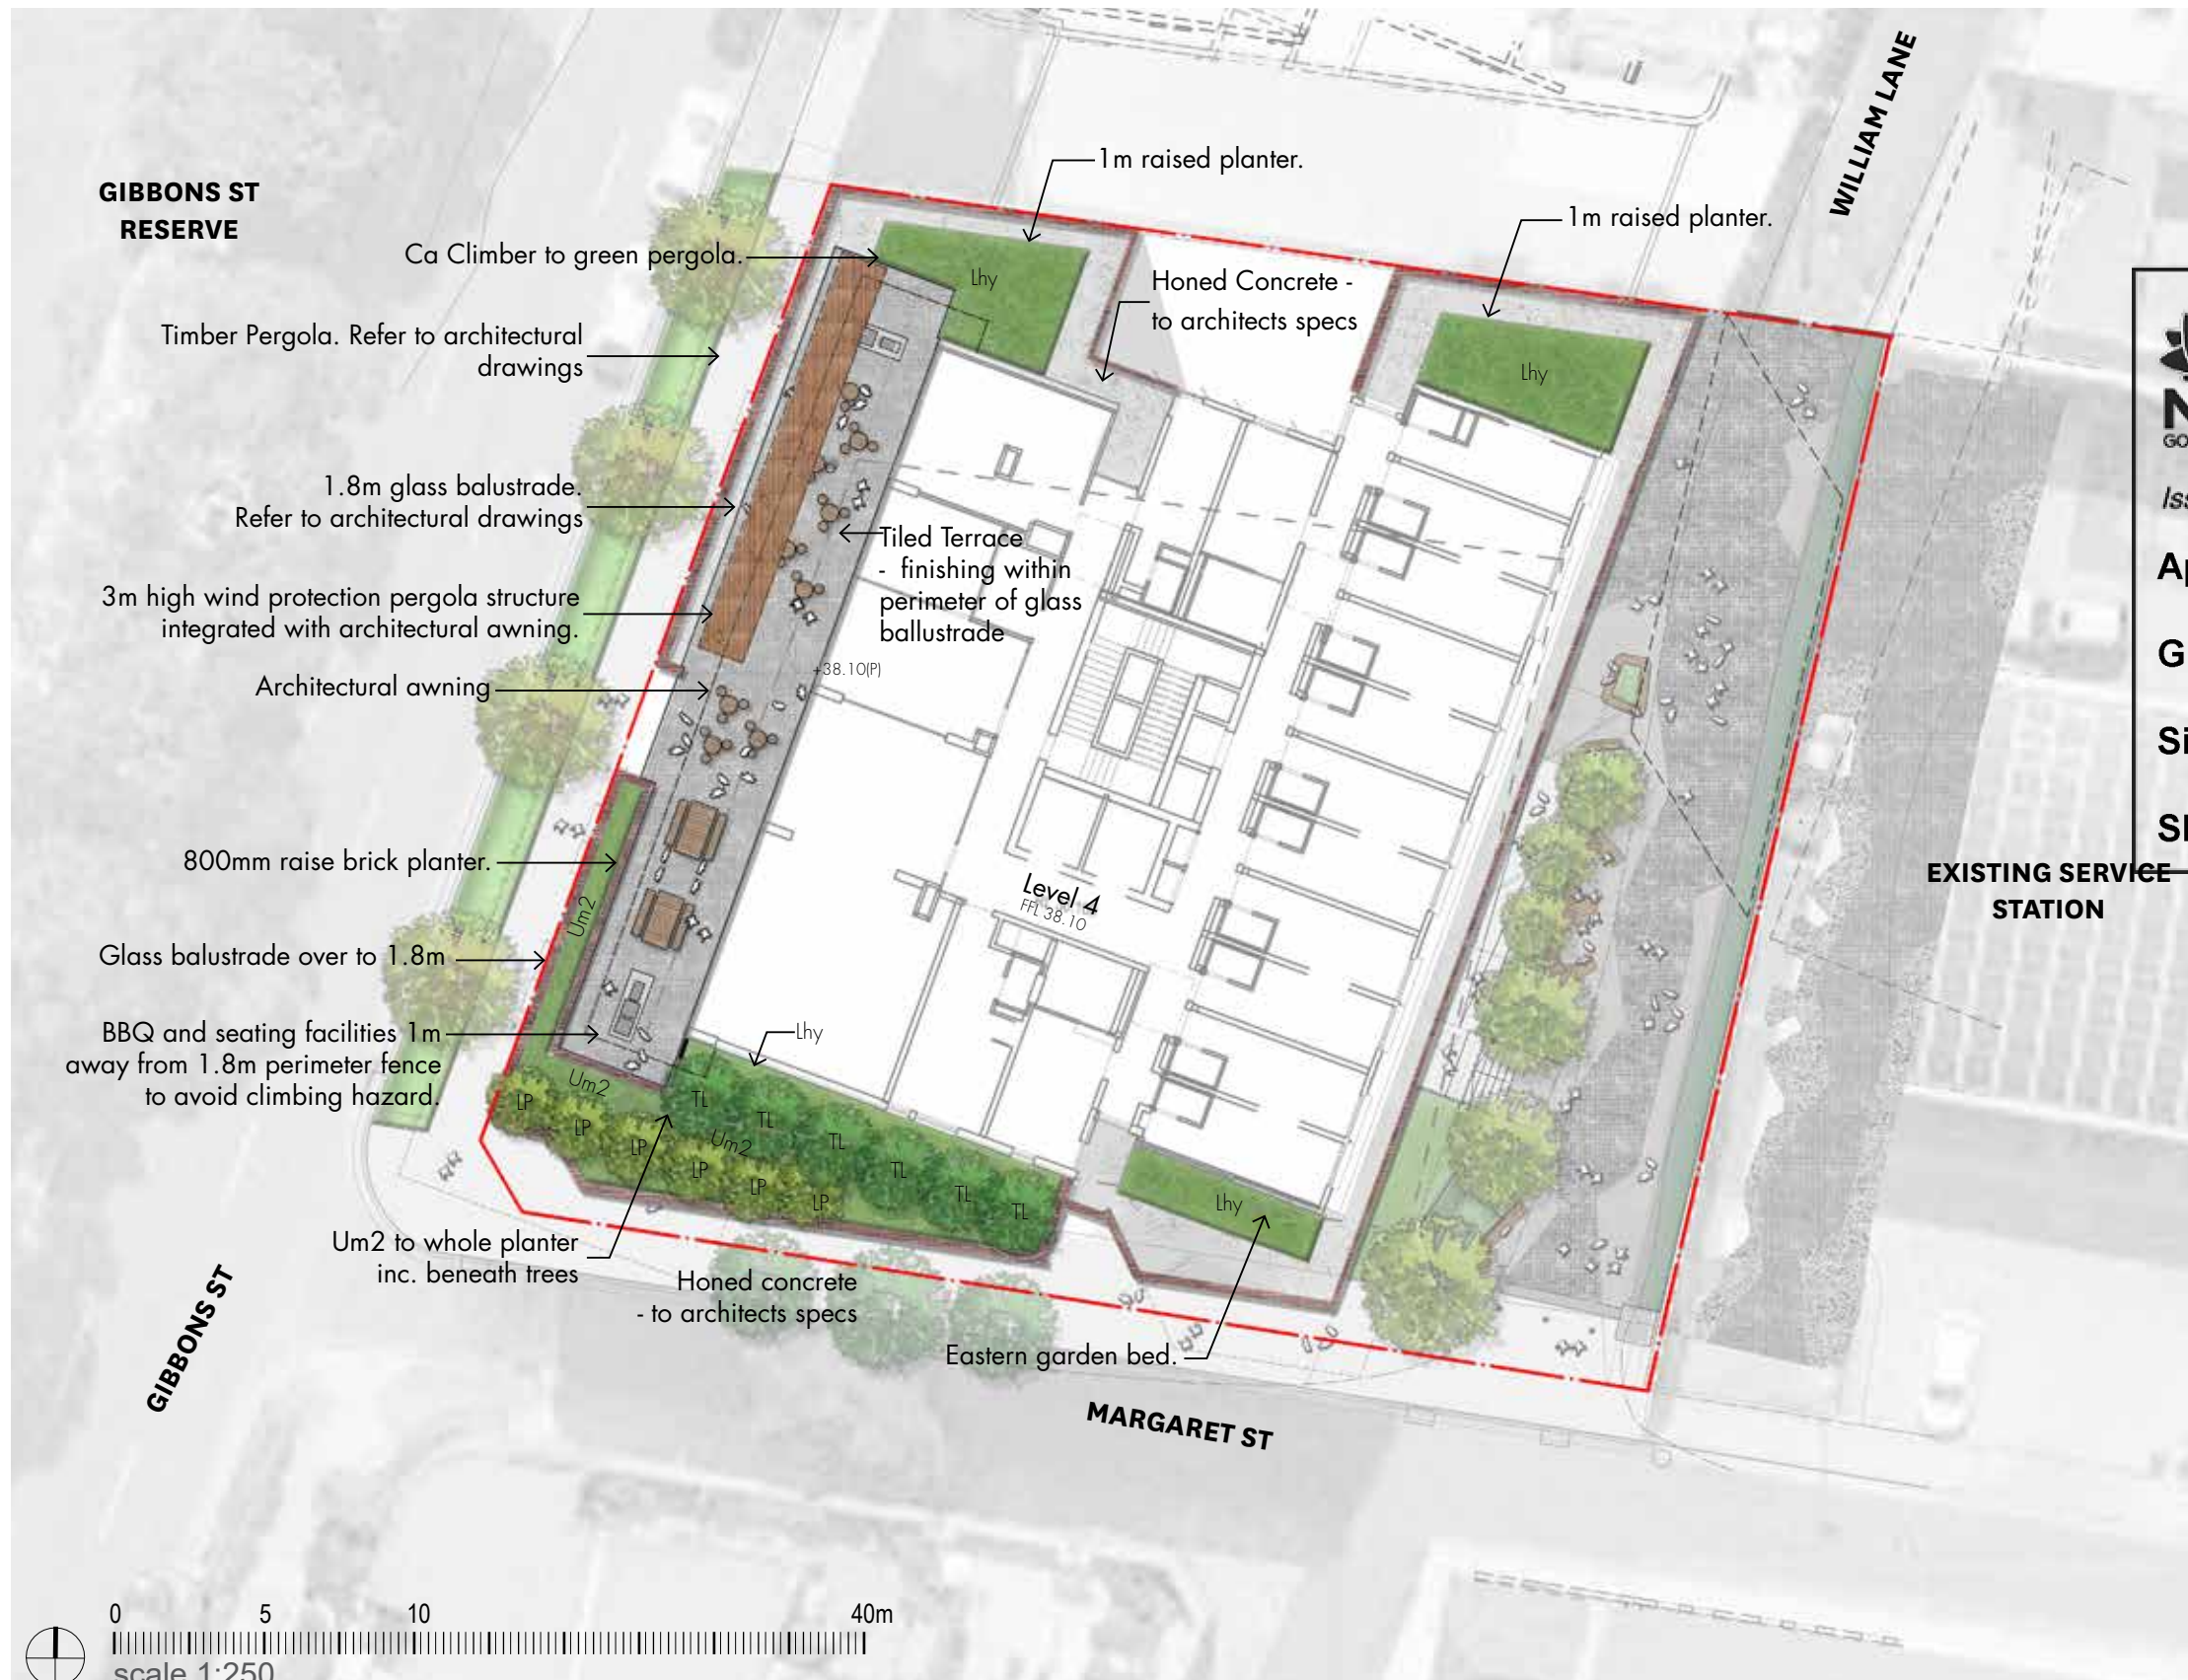 WILLIAM LANE
GIBBONS ST
RESERVE
1m raised planter.
1m raised planter.
Ca Climber to green pergola.
Lhy
Honed Concrete -
to architects specs
Timber Pergola. Refer to architectural
drawings
Lhy
1.8m glass balustrade.
Refer to architectural drawings
Tiled Terrace
- finishing within
perimeter of glass
ballustrade
3m high wind protection pergola structure
integrated with architectural awning.
+38.10(P)
Architectural awning
800mm raise brick planter.
Um2
Level 4
FFL 38.10
EXISTING SERVICE
STATION
Glass balustrade over to 1.8m
BBQ and seating facilities 1m
away from 1.8m perimeter fence
to avoid climbing hazard.
Lhy
Um2
LP
LP
LP
LP
LP
LP
TL
TL
TL
TL
TL
TL
Um2
Lhy
Um2 to whole planter
inc. beneath trees
Honed concrete
- to architects specs
Eastern garden bed.
GIBBONS ST
MARGARET ST
0 5 10 40m
scale 1:250